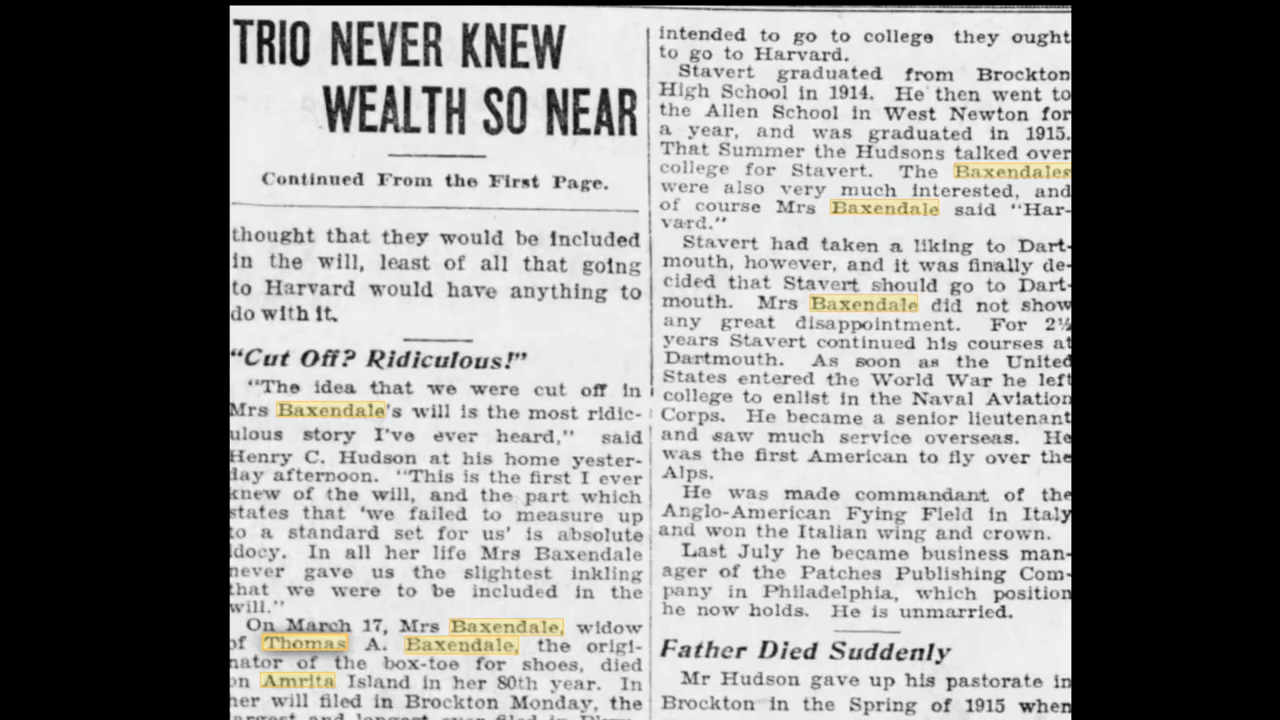 TRIO NEVER KNEW
WEALTH SO NEAR
Continued From the First Page.
thought that they would be included
in the will, least of all that going
to Harvard would have anything to
do with it.
"Cut Off? Ridiculous!"
"The idea that we were cut off in
Mrs Baxendale's will is the most ridic-
ulous story I've ever heard," said
Henry C. Hudson at his home yester-
day afternoon. "This is the first I ever
knew of the will, and the part which
states that 'we failed to measure up
to a standard set for us' is absolute
idocy. In all her life Mrs Baxendale
never gave us the slightest inkling
that we were to be included in the
will."
On March 17, Mrs Baxendale, widow
of Thomas A. Baxendale, the origi-
nator of the box-toe for shoes, died
on Amrita Island in her 80th year. In
her will filed in Brockton Monday, the
largest and longest ever filed in
intended to go to college they ought
to go to Harvard.
Stavert graduated from Brockton
High School in 1914. He then went to
the Allen School in West Newton for
a year, and was graduated in 1915.
That Summer the Hudsons talked over
college for Stavert. The Baxendales
were also very much interested, and
of course Mrs Baxendale said "Har-
vard."
Stavert had taken a liking to Dart-
mouth, however, and it was finally de-
cided that Stavert should go to Dart-
mouth. Mrs Baxendale did not show
any great disappointment. For 2½
years Stavert continued his courses at
Dartmouth. As soon as the United
States entered the World War he left
college to enlist in the Naval Aviation
Corps. He became a senior lieutenant
and saw much service overseas. He
was the first American to fly over the
Alps.
He was made commandant of the
Anglo-American Fying Field in Italy
and won the Italian wing and crown.
Last July he became business man-
ager of the Patches Publishing Com-
pany in Philadelphia, which position
he now holds. He is unmarried.
Father Died Suddenly
Mr Hudson gave up his pastorate in
Brockton in the Spring of 1915 when